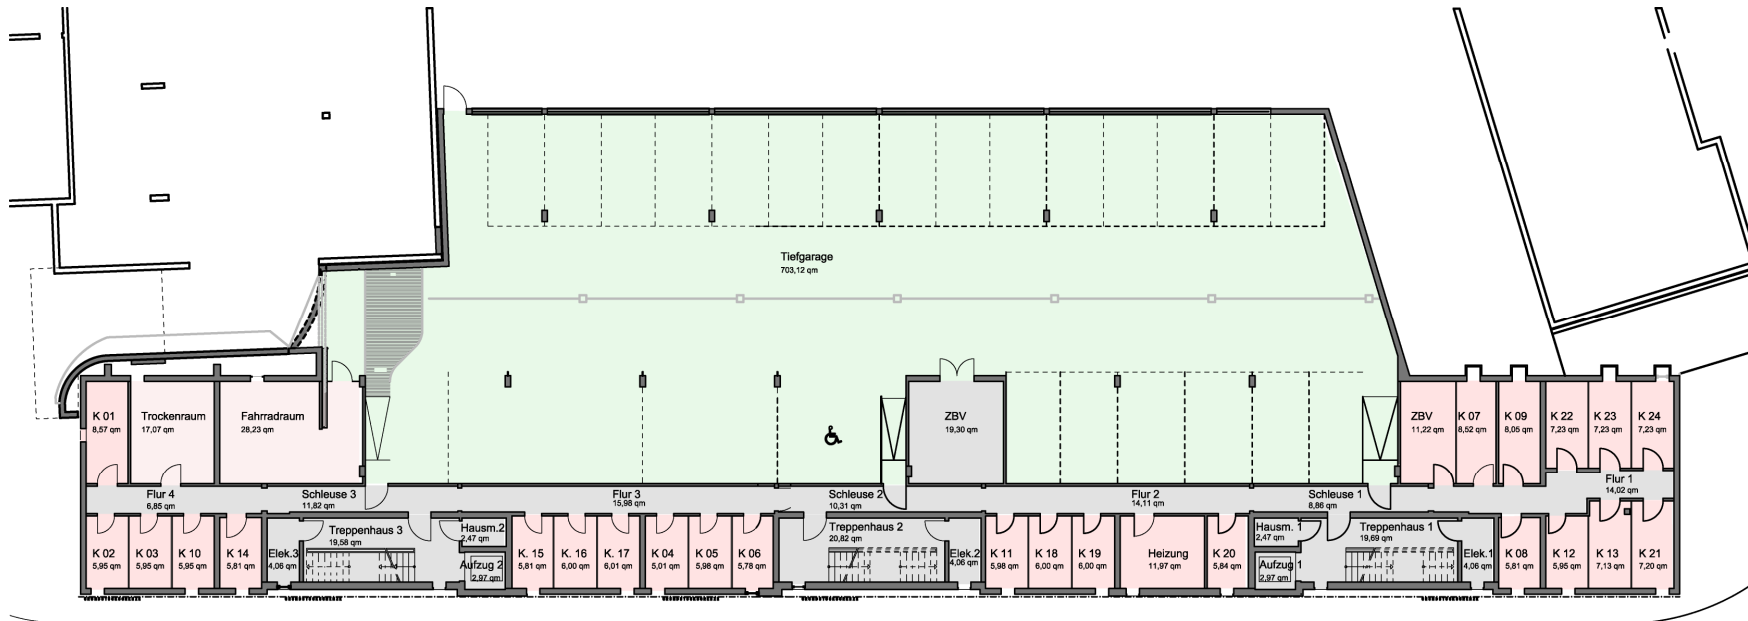 Tiefgarage
703,12 qm
K 01
8,57 qm
Trockenraum
17,07 qm
Fahrradraum
28,23 qm
ZBV
19,30 qm
ZBV
11,22 qm
K 07
8,52 qm
K 09
8,05 qm
K 22
7,23 qm
K 23
7,23 qm
K 24
7,23 qm
Flur 4
6,85 qm
Schleuse 3
11,82 qm
Flur 3
15,98 qm
Schleuse 2
10,31 qm
Flur 2
14,11 qm
Schleuse 1
8,86 qm
Flur 1
14,02 qm
K 02
5,95 qm
K 03
5,95 qm
K 10
5,95 qm
K 14
5,81 qm
Elek.3
4,06 qm
Treppenhaus 3
19,58 qm
Hausm.2
2,47 qm
Aufzug 2
2,97 qm
K. 15
5,81 qm
K. 16
6,00 qm
K. 17
6,01 qm
K 04
5,01 qm
K 05
5,98 qm
K 06
5,78 qm
Treppenhaus 2
20,82 qm
Elek.2
4,06 qm
K 11
5,98 qm
K 18
6,00 qm
K 19
6,00 qm
Heizung
11,97 qm
K 20
5,84 qm
Hausm. 1
2,47 qm
Aufzug 1
2,97 qm
Treppenhaus 1
19,69 qm
Elek.1
4,06 qm
K 08
5,81 qm
K 12
5,95 qm
K 13
7,13 qm
K 21
7,20 qm